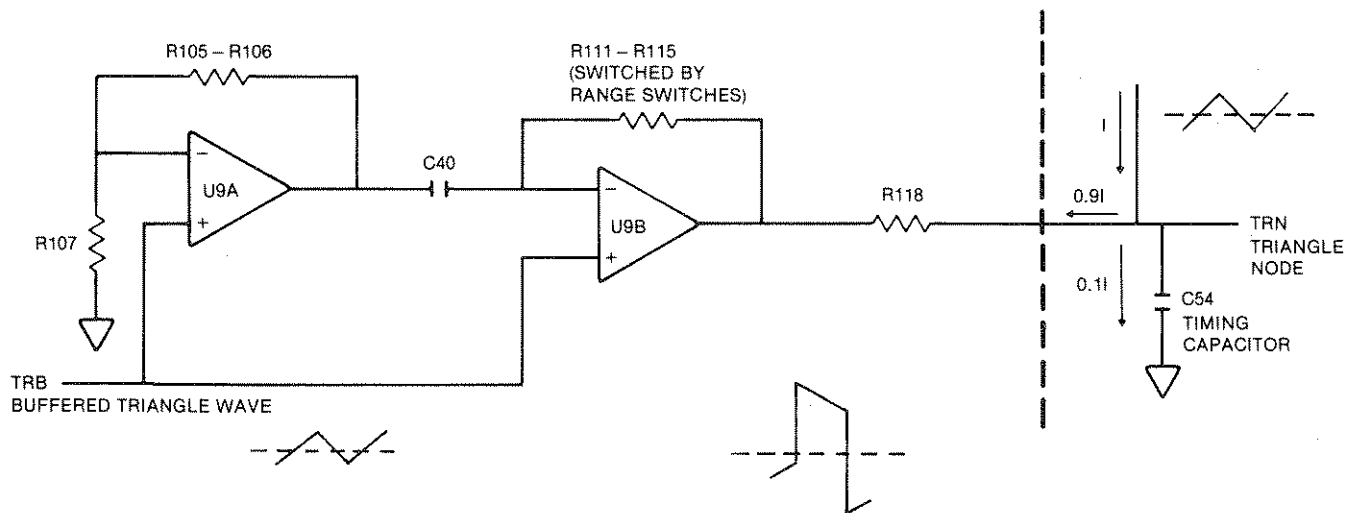 R105 – R106
R111 – R115
(SWITCHED BY
RANGE SWITCHES)
I
C40
−
U9A
+
−
U9B
+
0.9I
R118
R107
TRN
TRIANGLE
NODE
0.1I
C54
TIMING
CAPACITOR
TRB
BUFFERED TRIANGLE WAVE